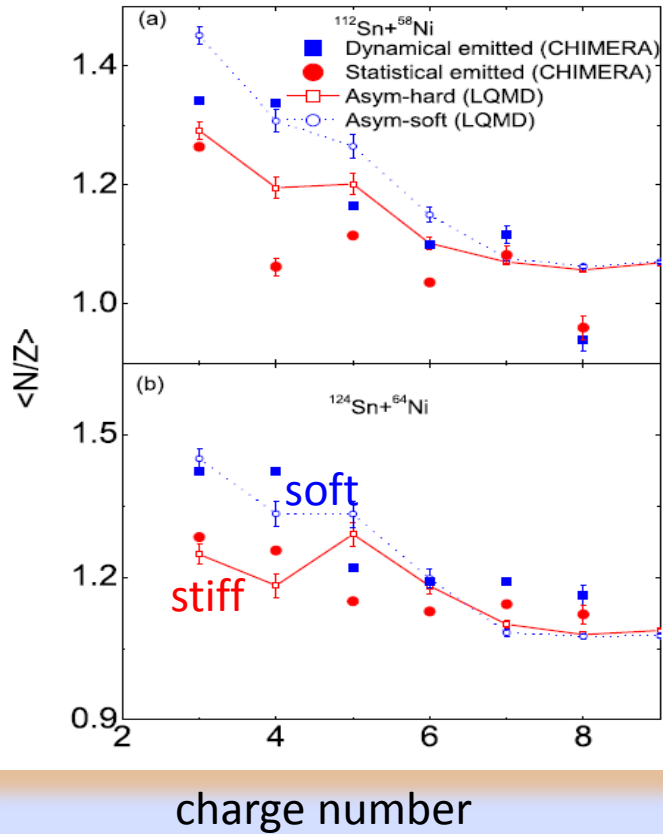 (a)
¹¹²Sn+⁵⁸Ni
Dynamical emitted (CHIMERA)
Statistical emitted (CHIMERA)
Asym-hard (LQMD)
Asym-soft (LQMD)
1.4
1.2
1.0
<N/Z>
(b)
¹²⁴Sn+⁶⁴Ni
1.5
soft
1.2
stiff
0.9
2 4 6 8
charge number